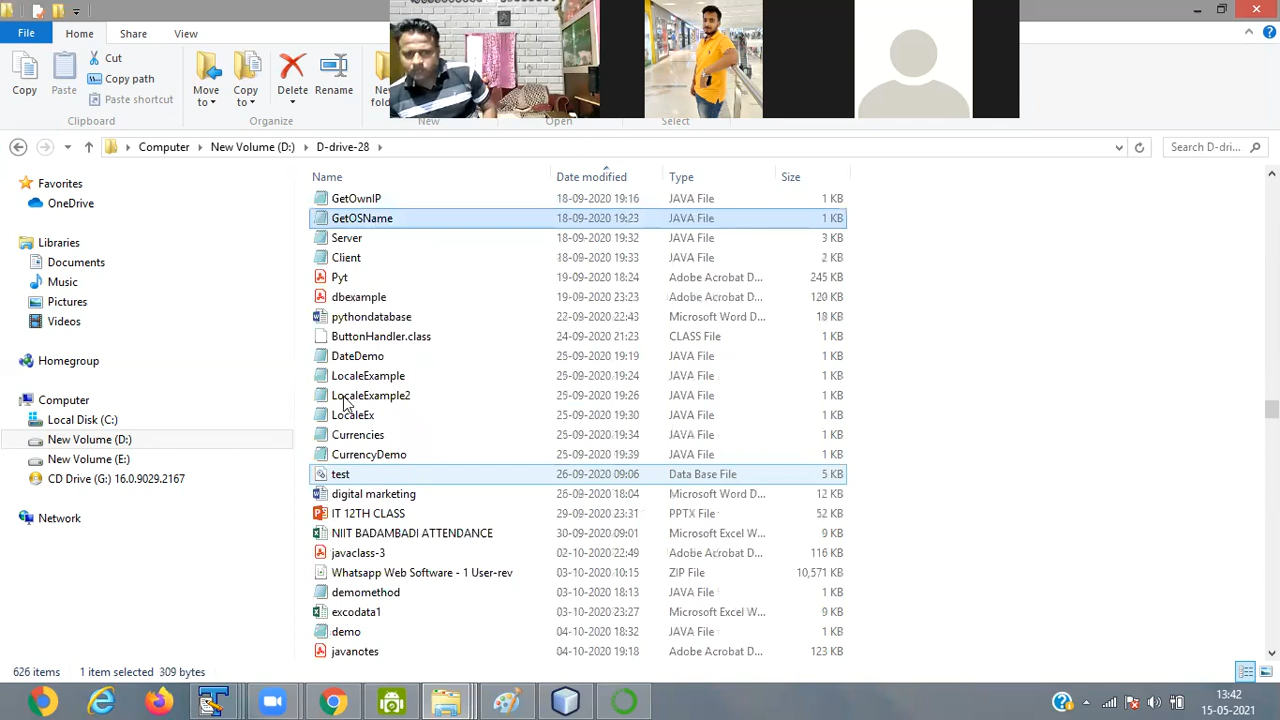 File Home Share View
Copy
Paste
Cut
Copy path
Paste shortcut
Clipboard
Move to
Copy to
Delete
Rename
Organize
New
Open
Select
Computer New Volume (D:) D-drive-28
Search D-dri...
Favorites
OneDrive
Libraries
Documents
Music
Pictures
Videos
Homegroup
Computer
Local Disk (C:)
New Volume (D:)
New Volume (E:)
CD Drive (G:) 16.0.9029.2167
Network
Name Date modified Type Size
GetOwnIP 18-09-2020 19:16 JAVA File 1 KB
GetOSName 18-09-2020 19:23 JAVA File 1 KB
Server 18-09-2020 19:32 JAVA File 3 KB
Client 18-09-2020 19:33 JAVA File 2 KB
Pyt 19-09-2020 18:24 Adobe Acrobat D... 245 KB
dbexample 19-09-2020 23:23 Adobe Acrobat D... 120 KB
pythondatabase 22-09-2020 22:43 Microsoft Word D... 18 KB
ButtonHandler.class 24-09-2020 21:23 CLASS File 1 KB
DateDemo 25-09-2020 19:19 JAVA File 1 KB
LocaleExample 25-09-2020 19:24 JAVA File 1 KB
LocaleExample2 25-09-2020 19:26 JAVA File 1 KB
LocaleEx 25-09-2020 19:30 JAVA File 1 KB
Currencies 25-09-2020 19:34 JAVA File 1 KB
CurrencyDemo 25-09-2020 19:39 JAVA File 1 KB
test 26-09-2020 09:06 Data Base File 5 KB
digital marketing 26-09-2020 18:04 Microsoft Word D... 12 KB
IT 12TH CLASS 29-09-2020 23:31 PPTX File 52 KB
NIIT BADAMBADI ATTENDANCE 30-09-2020 09:01 Microsoft Excel W... 9 KB
javaclass-3 02-10-2020 22:49 Adobe Acrobat D... 116 KB
Whatsapp Web Software - 1 User-rev 03-10-2020 10:15 ZIP File 10,571 KB
demomethod 03-10-2020 18:13 JAVA File 1 KB
excodata1 03-10-2020 23:27 Microsoft Excel W... 9 KB
demo 04-10-2020 18:32 JAVA File 1 KB
javanotes 04-10-2020 19:18 Adobe Acrobat D... 123 KB
626 items 1 item selected 309 bytes
13:42
15-05-2021